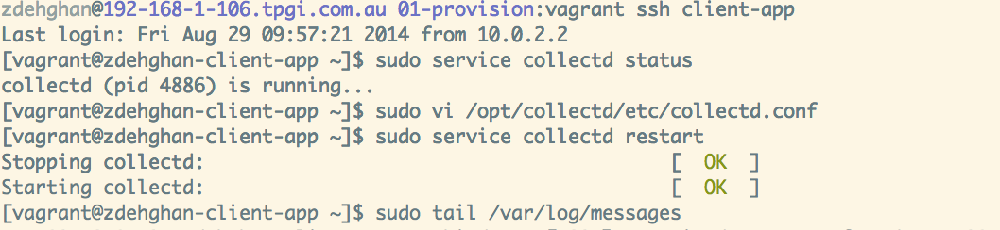 zdehghan@192-168-1-106.tpgi.com.au 01-provision:vagrant ssh client-app
Last login: Fri Aug 29 09:57:21 2014 from 10.0.2.2
[vagrant@zdehghan-client-app ~]$ sudo service collectd status
collectd (pid 4886) is running...
[vagrant@zdehghan-client-app ~]$ sudo vi /opt/collectd/etc/collectd.conf
[vagrant@zdehghan-client-app ~]$ sudo service collectd restart
Stopping collectd: [ OK ]
Starting collectd: [ OK ]
[vagrant@zdehghan-client-app ~]$ sudo tail /var/log/messages